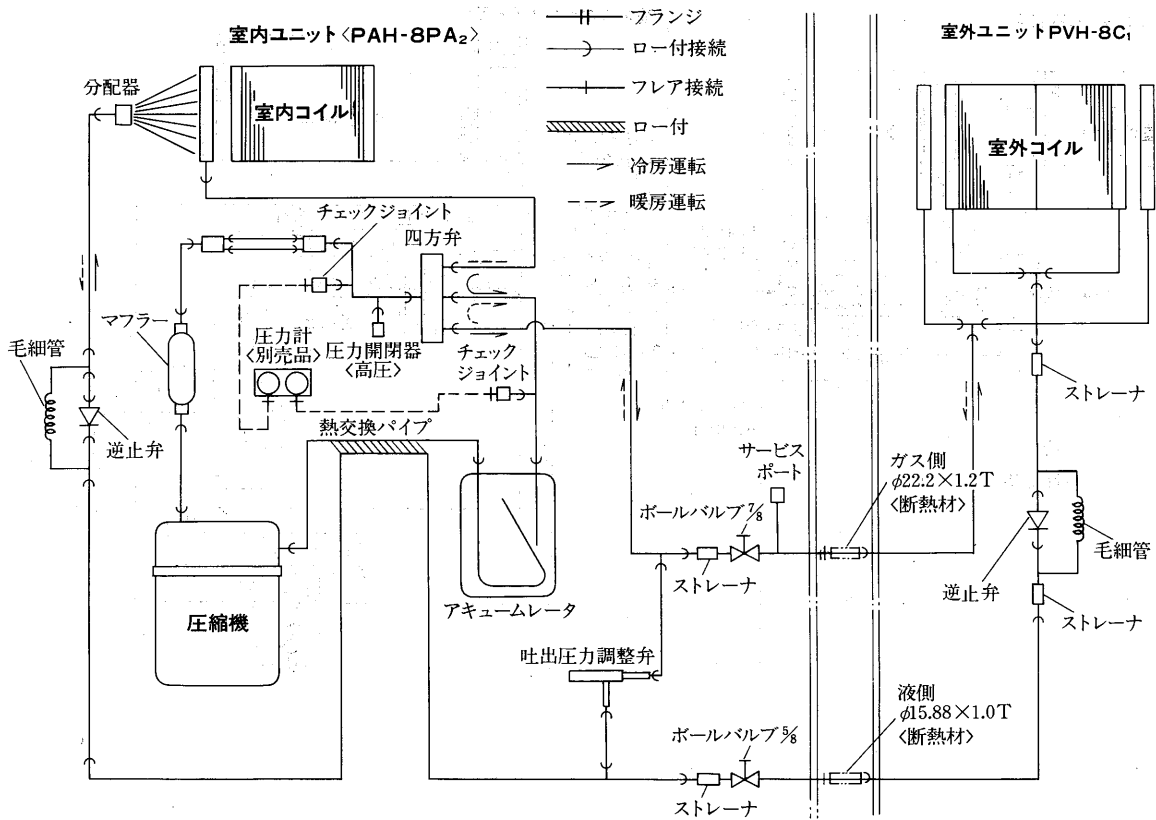 室内ユニット〈PAH-8PA₂〉
フランジ
ロー付接続
フレア接続
ロー付
冷房運転
暖房運転
室外ユニットPVH-8C₁
分配器
室内コイル
室外コイル
チェックジョイント
四方弁
マフラー
毛細管
逆止弁
圧力計
〈別売品〉
圧力開閉器
〈高圧〉
チェック
ジョイント
熱交換パイプ
圧縮機
アキュームレータ
サービス
ポート
ボールバルブ7/8
ストレーナ
ガス側
φ22.2×1.2T
〈断熱材〉
ストレーナ
逆止弁
毛細管
ストレーナ
吐出圧力調整弁
ボールバルブ5/8
ストレーナ
液側
φ15.88×1.0T
〈断熱材〉